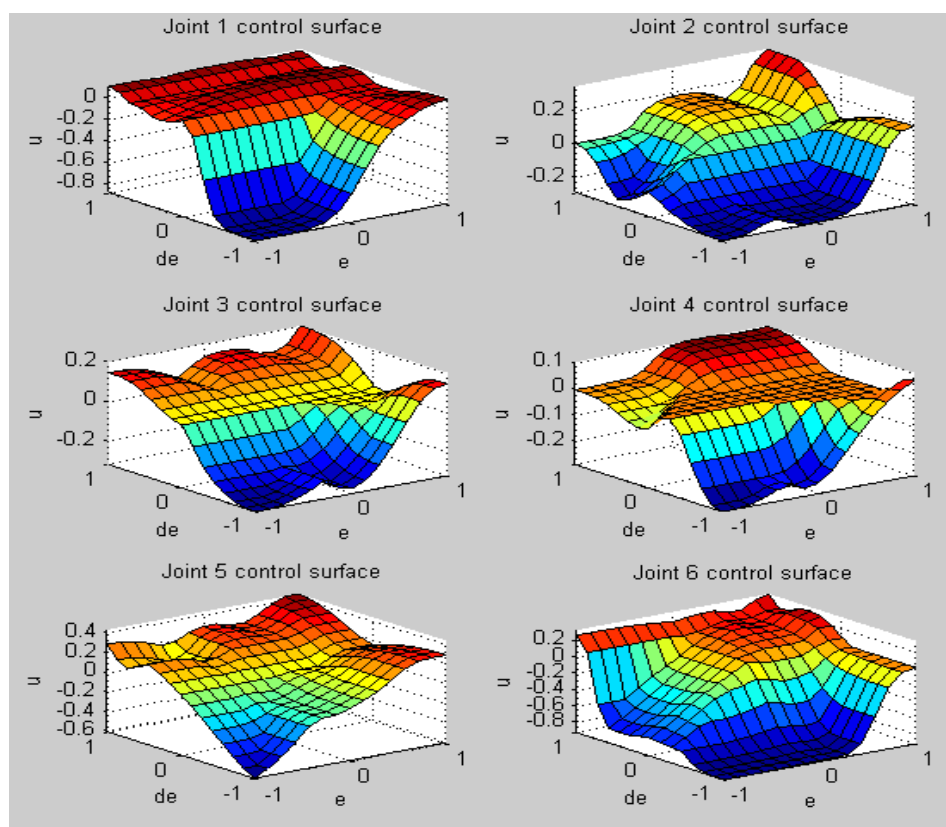 Joint 1 control surface
0
-0.2
-0.4
-0.6
-0.8
u
1
0
-1
de
-1
0
1
e
Joint 2 control surface
0.2
0
-0.2
u
1
0
-1
de
-1
0
1
e
Joint 3 control surface
0.2
0
-0.2
u
1
0
-1
de
-1
0
1
e
Joint 4 control surface
0.1
0
-0.1
-0.2
u
1
0
-1
de
-1
0
1
e
Joint 5 control surface
0.4
0.2
0
-0.2
-0.4
-0.6
u
1
0
-1
de
-1
0
1
e
Joint 6 control surface
0.2
0
-0.2
-0.4
-0.6
-0.8
u
1
0
-1
de
-1
0
1
e